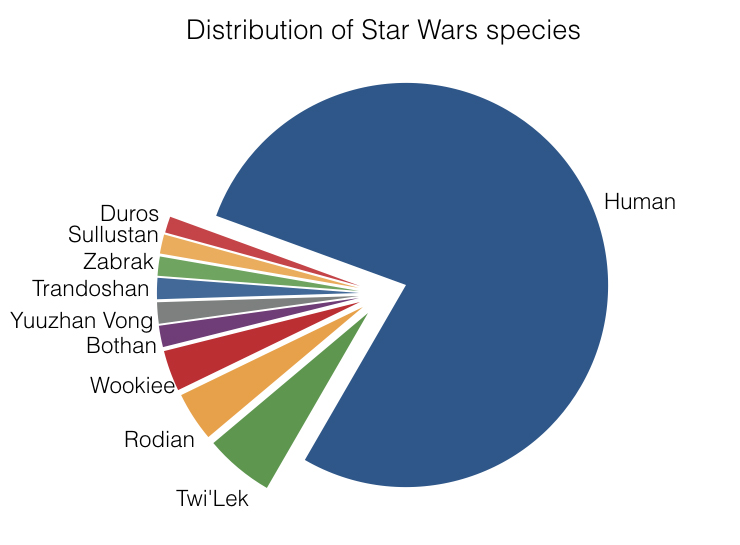 Distribution of Star Wars species
Human
Duros
Sullustan
Zabrak
Trandoshan
Yuuzhan Vong
Bothan
Wookiee
Rodian
Twi'Lek